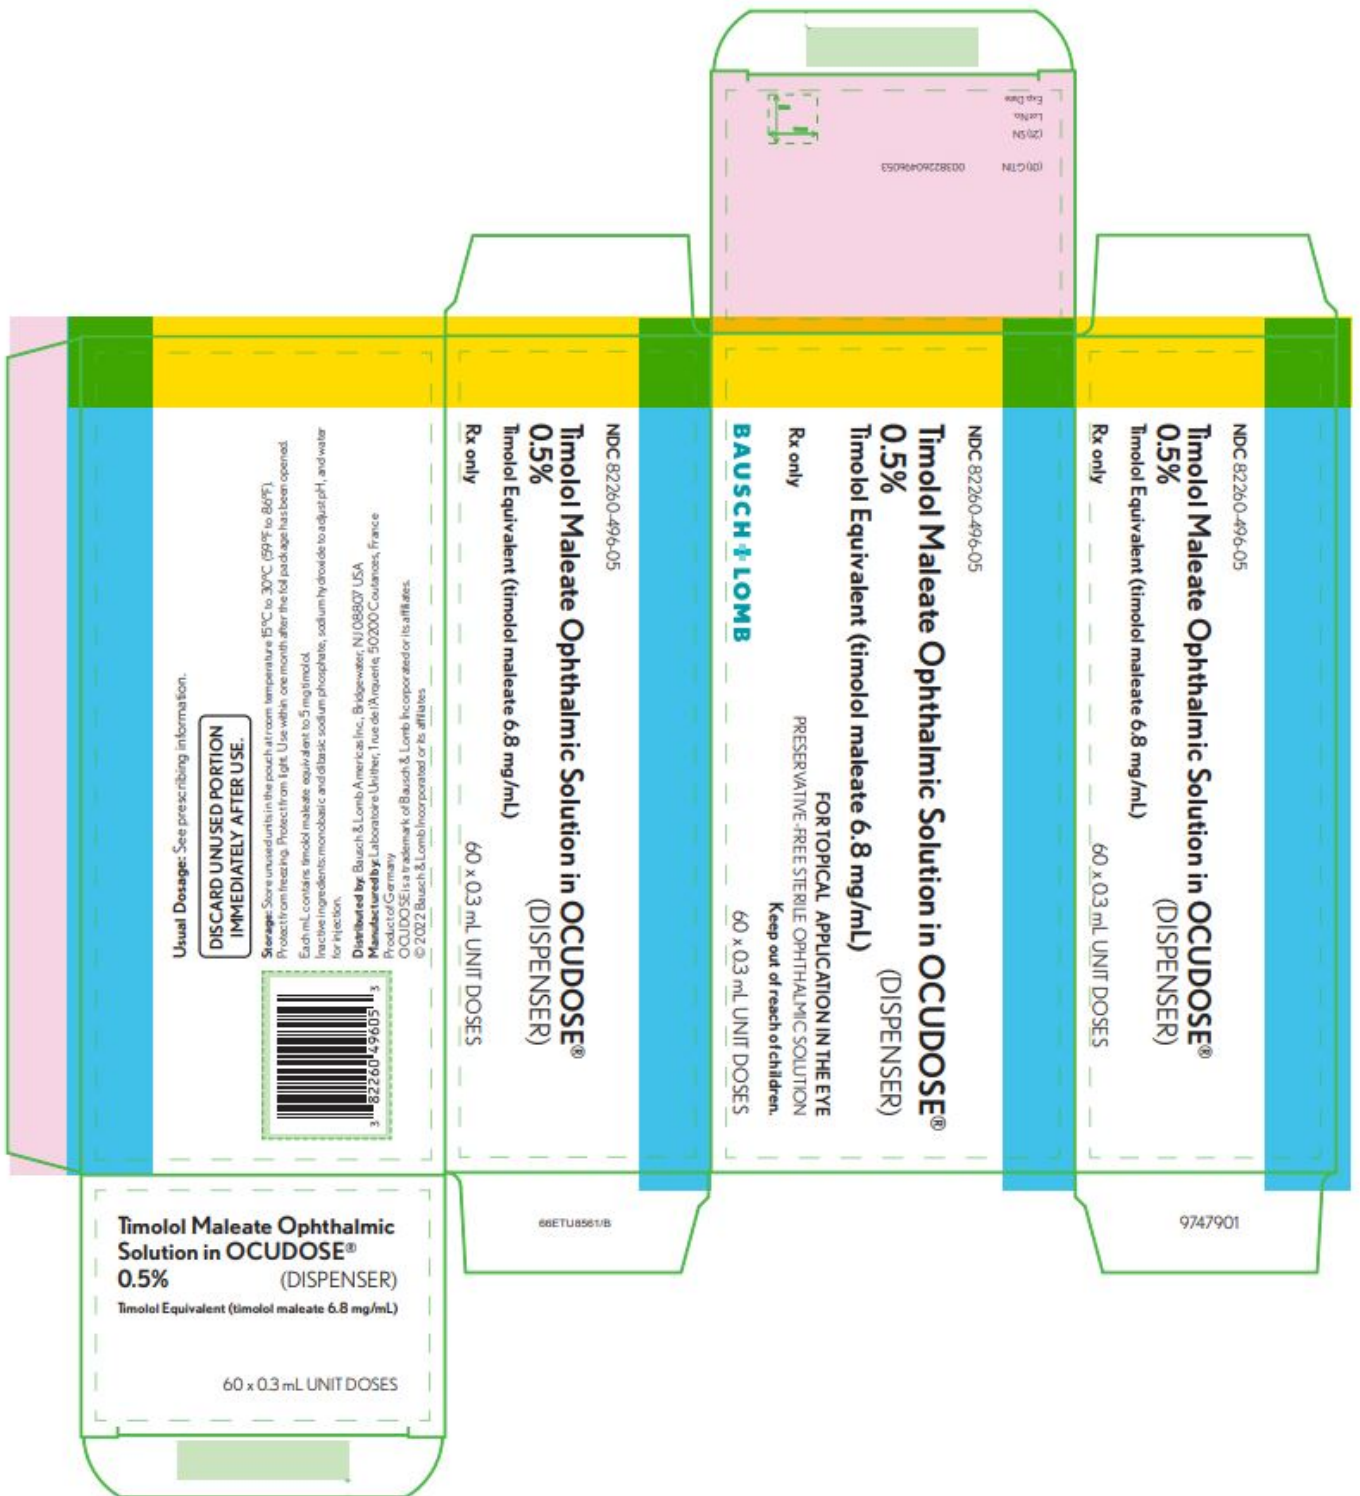 Exp. Date
Lot No.
(21) SN
(01) GTIN 00382260496053
NDC 82260-496-05
Timolol Maleate Ophthalmic Solution in OCUDOSE®
0.5% (DISPENSER)
Timolol Equivalent (timolol maleate 6.8 mg/mL)
Rx only 60 x 0.3 mL UNIT DOSES
NDC 82260-496-05
Timolol Maleate Ophthalmic Solution in OCUDOSE®
0.5% (DISPENSER)
Timolol Equivalent (timolol maleate 6.8 mg/mL)
FOR TOPICAL APPLICATION IN THE EYE
Rx only PRESERVATIVE-FREE STERILE OPHTHALMIC SOLUTION
Keep out of reach of children.
BAUSCH + LOMB 60 x 0.3 mL UNIT DOSES
NDC 82260-496-05
Timolol Maleate Ophthalmic Solution in OCUDOSE®
0.5% (DISPENSER)
Timolol Equivalent (timolol maleate 6.8 mg/mL)
Rx only 60 x 0.3 mL UNIT DOSES
Usual Dosage: See prescribing information.
DISCARD UNUSED PORTION
IMMEDIATELY AFTER USE.
Storage: Store unused units in the pouch at room temperature 15°C to 30°C (59°F to 86°F).
Protect from freezing. Protect from light. Use within one month after the foil package has been opened.
Each mL contains timolol maleate equivalent to 5 mg timolol.
Inactive ingredients: monobasic and dibasic sodium phosphate, sodium hydroxide to adjust pH, and water
for injection.
Distributed by: Bausch & Lomb Americas Inc., Bridgewater, NJ 08807 USA
Manufactured by: Laboratoire Unither, 1 rue de l'Arquerie, 50200 Coutances, France
Product of Germany
OCUDOSE is a trademark of Bausch & Lomb Incorporated or its affiliates.
© 2022 Bausch & Lomb Incorporated or its affiliates
3 82260 49605 3
Timolol Maleate Ophthalmic
Solution in OCUDOSE®
0.5% (DISPENSER)
Timolol Equivalent (timolol maleate 6.8 mg/mL)
60 x 0.3 mL UNIT DOSES
66ETU8561/B
9747901